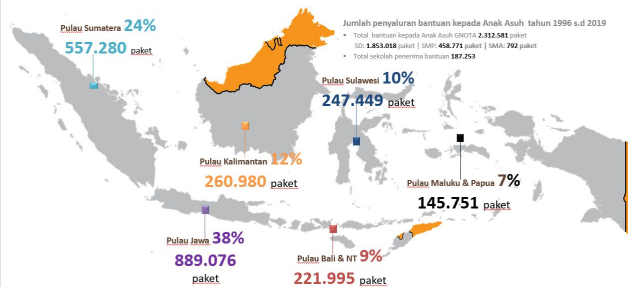 Pulau Sumatera 24%
557.280 paket
Jumlah penyaluran bantuan kepada Anak Asuh tahun 1996 s.d 2019
Total bantuan kepada Anak Asuh GNOTA 2.312.581 paket
SD: 1.853.018 paket | SMP: 458.771 paket | SMA: 792 paket
Total sekolah penerima bantuan 187.253
Pulau Sulawesi 10%
247.449 paket
Pulau Kalimantan 12%
260.980 paket
Pulau Maluku & Papua 7%
145.751 paket
Pulau Jawa 38%
889.076
paket
Pulau Bali & NT 9%
221.995 paket